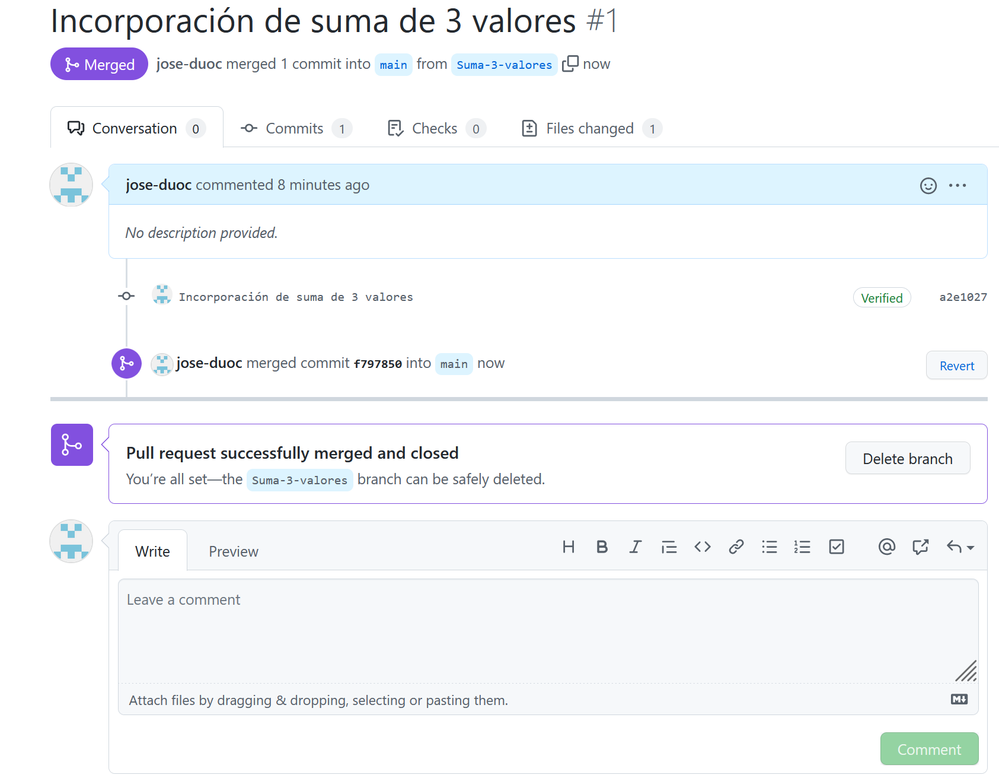 Incorporación de suma de 3 valores #1
Merged jose-duoc merged 1 commit into main from Suma-3-valores now
Conversation 0 Commits 1 Checks 0 Files changed 1
jose-duoc commented 8 minutes ago
No description provided.
Incorporación de suma de 3 valores Verified a2e1027
jose-duoc merged commit f797850 into main now Revert
Pull request successfully merged and closed
Delete branch
You’re all set—the Suma-3-valores branch can be safely deleted.
Write Preview
Leave a comment
Attach files by dragging & dropping, selecting or pasting them.
Comment